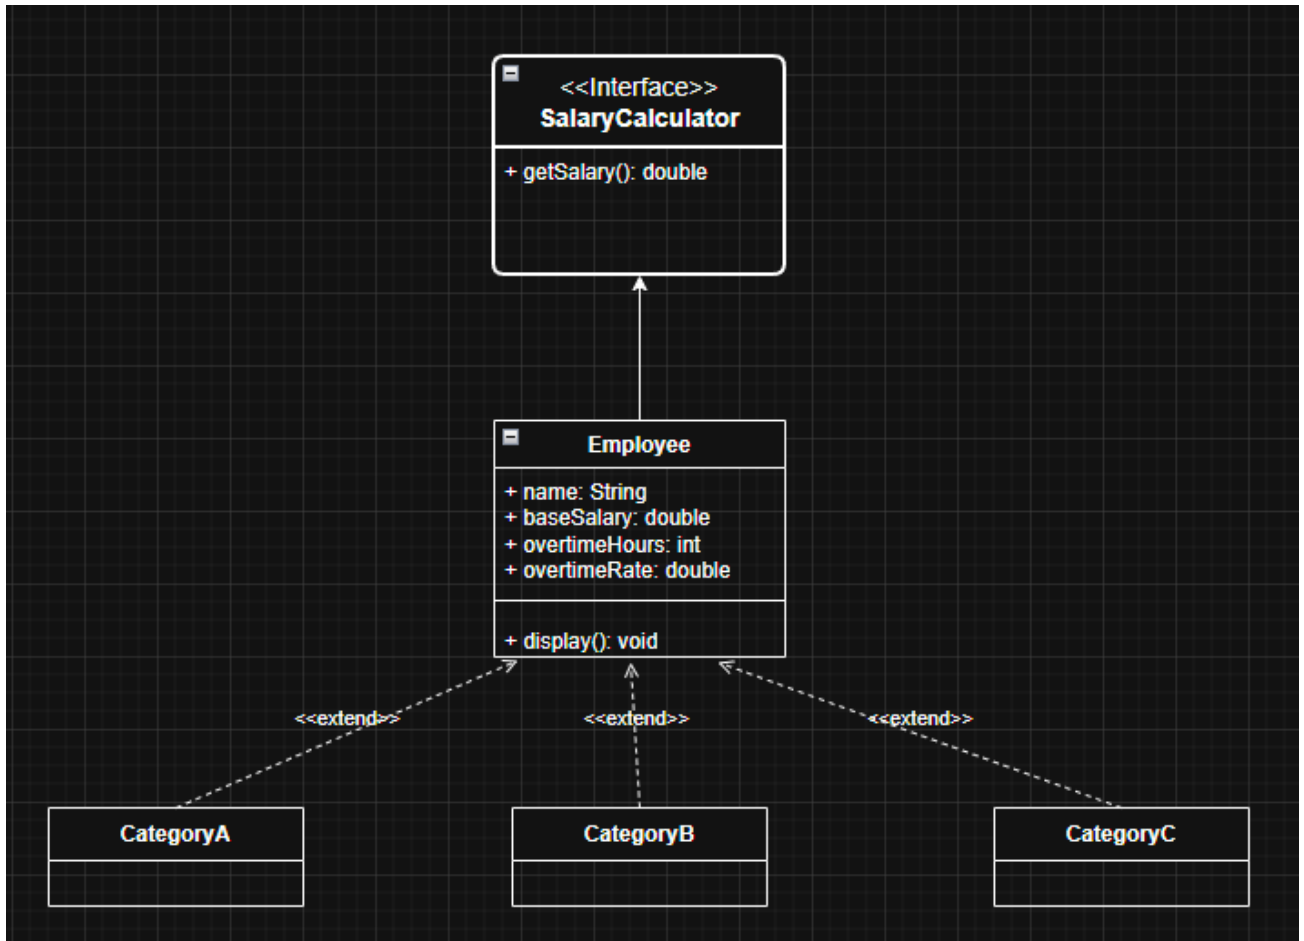 <<Interface>>
SalaryCalculator
+ getSalary(): double
Employee
+ name: String
+ baseSalary: double
+ overtimeHours: int
+ overtimeRate: double
+ display(): void
<<extend>>
<<extend>>
<<extend>>
CategoryA
CategoryB
CategoryC